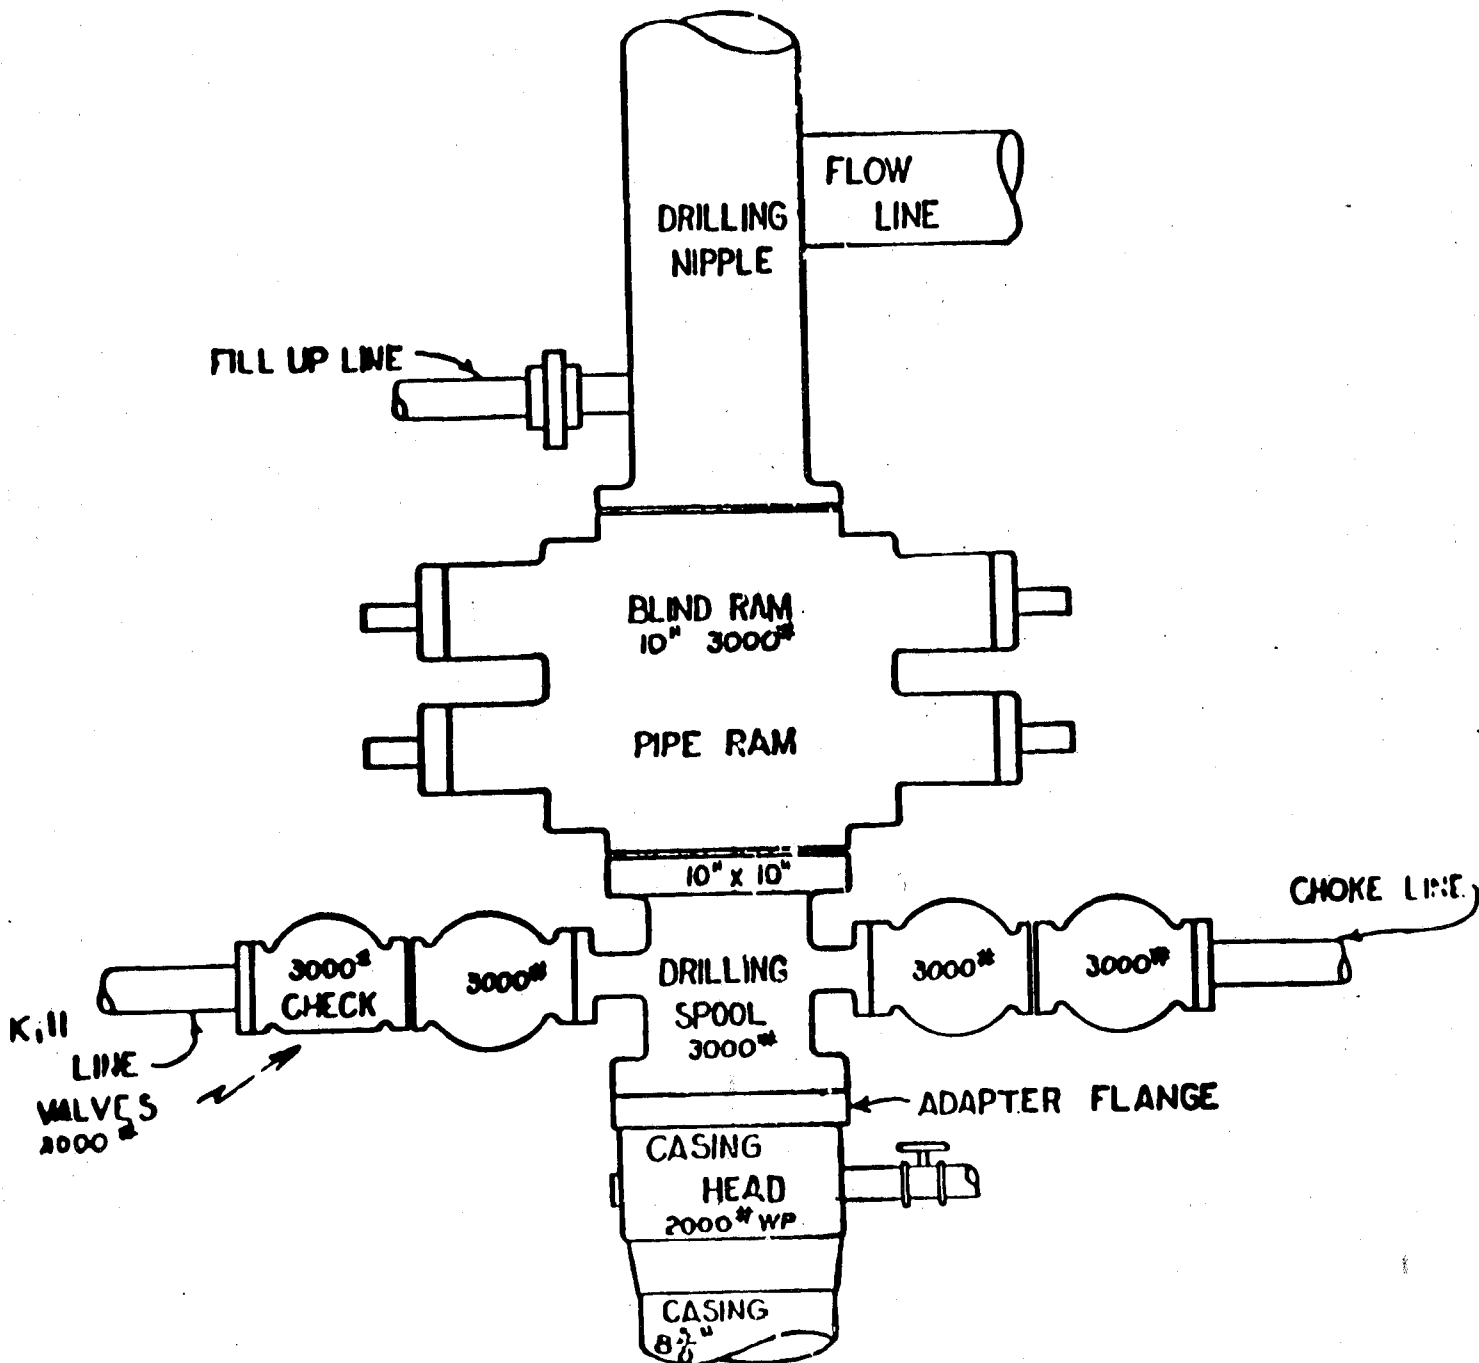 FLOW
LINE
DRILLING
NIPPLE
FILL UP LINE
BLIND RAM
10" 3000#
PIPE RAM
10" x 10"
CHOKE LINE
3000#
CHECK
3000#
DRILLING
SPOOL
3000#
3000#
3000#
Kill
LINE
VALVES
ADAPTER FLANGE
CASING
HEAD
2000# WP
CASING